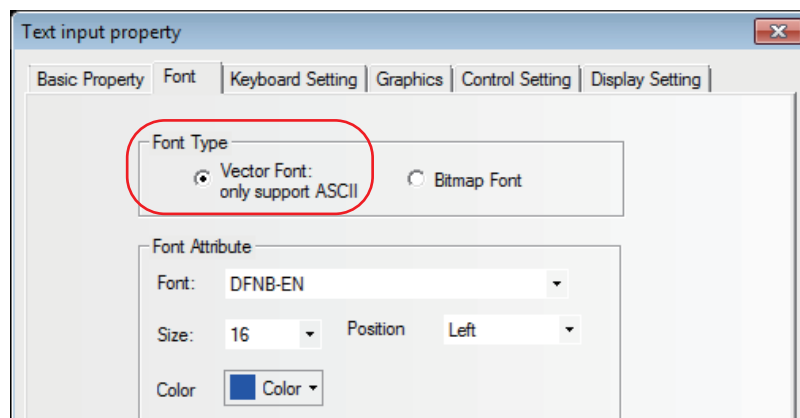 Text input property
Basic Property Font Keyboard Setting Graphics Control Setting Display Setting
Font Type
Vector Font:
only support ASCII
Bitmap Font
Font Attribute
Font: DFNB-EN
Size: 16 Position Left
Color Color